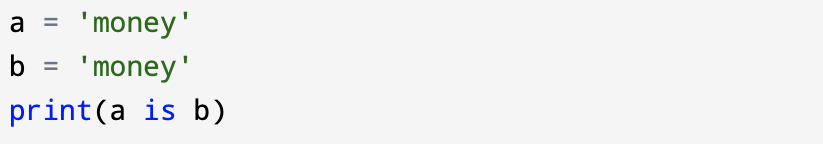 a = 'money'
b = 'money'
print(a is b)